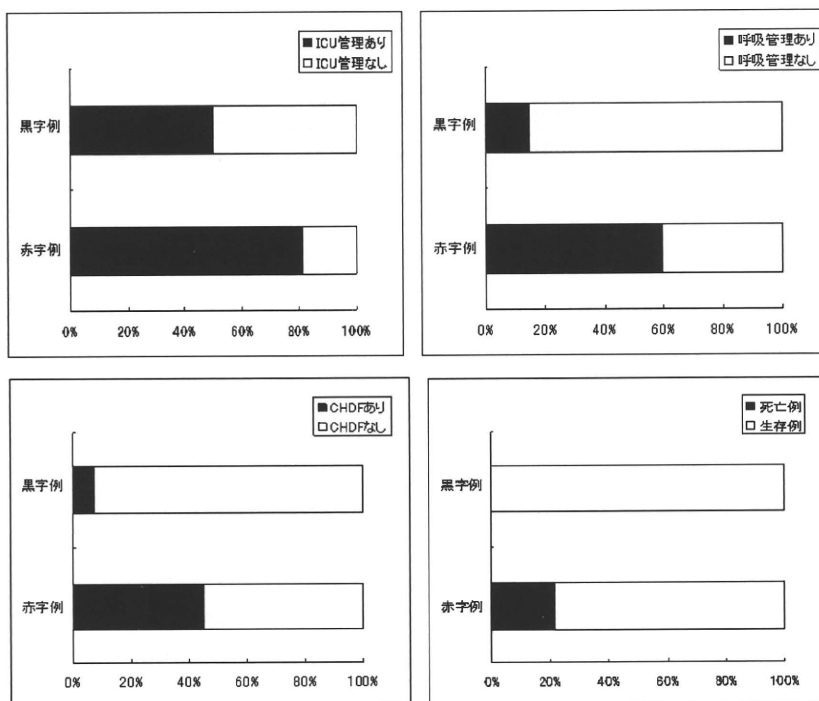 ■ICU管理あり
□ICU管理なし
黒字例
赤字例
0% 20% 40% 60% 80% 100%
■呼吸管理あり
□呼吸管理なし
黒字例
赤字例
0% 20% 40% 60% 80% 100%
■CHDFあり
□CHDFなし
黒字例
赤字例
0% 20% 40% 60% 80% 100%
■死亡例
□生存例
黒字例
赤字例
0% 20% 40% 60% 80% 100%